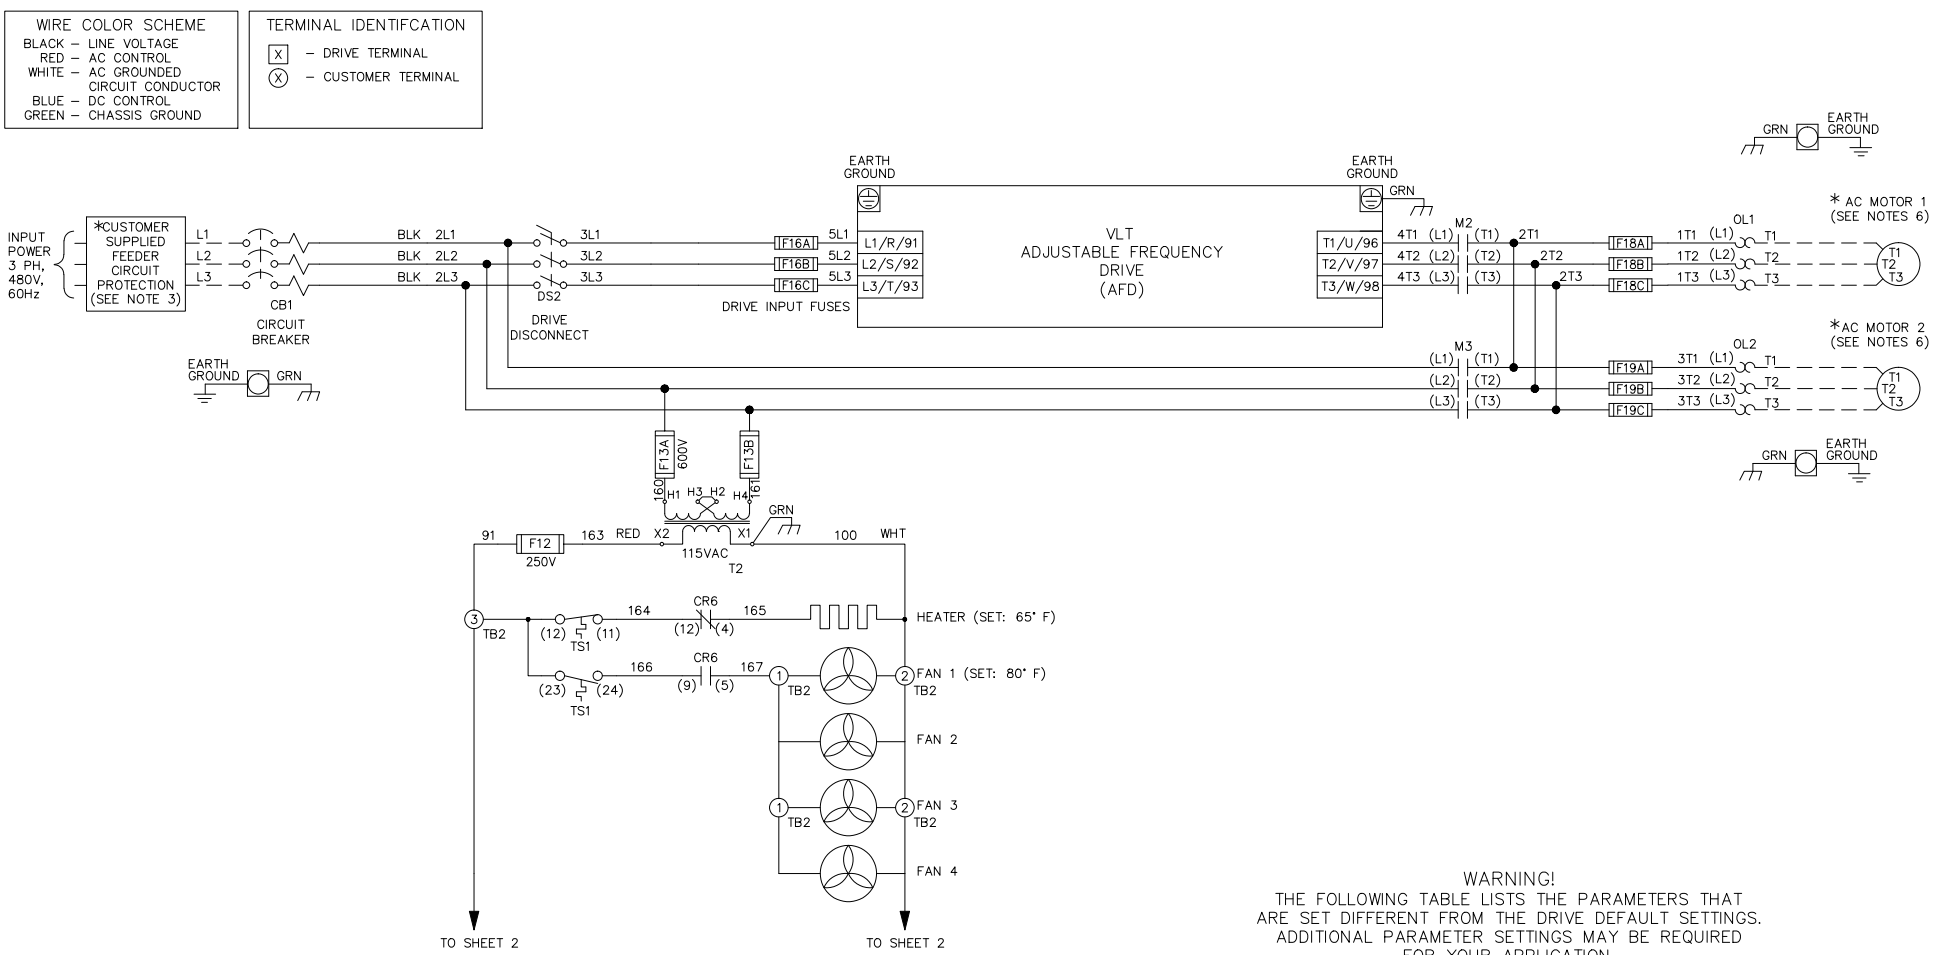 WIRE COLOR SCHEME
BLACK – LINE VOLTAGE
RED – AC CONTROL
WHITE – AC GROUNDED
CIRCUIT CONDUCTOR
BLUE – DC CONTROL
GREEN – CHASSIS GROUND
TERMINAL IDENTIFCATION
X – DRIVE TERMINAL
X – CUSTOMER TERMINAL
GRN
EARTH
GROUND
INPUT
POWER
3 PH,
480V,
60Hz
*CUSTOMER
SUPPLIED
FEEDER
CIRCUIT
PROTECTION
(SEE NOTE 3)
L1
L2
L3
CB1
CIRCUIT
BREAKER
BLK 2L1
BLK 2L2
BLK 2L3
DS2
DRIVE
DISCONNECT
3L1
3L2
3L3
F16A
F16B
F16C
DRIVE INPUT FUSES
5L1
5L2
5L3
EARTH
GROUND
L1/R/91
L2/S/92
L3/T/93
VLT
ADJUSTABLE FREQUENCY
DRIVE
(AFD)
EARTH
GROUND
GRN
T1/U/96
T2/V/97
T3/W/98
4T1 (L1)
4T2 (L2)
4T3 (L3)
M2
(T1)
(T2)
(T3)
2T1
2T2
2T3
F18A
F18B
F18C
1T1 (L1)
1T2 (L2)
1T3 (L3)
OL1
T1
T2
T3
* AC MOTOR 1
(SEE NOTES 6)
T1
T2
T3
EARTH
GROUND
GRN
M3
(L1) (T1)
(L2) (T2)
(L3) (T3)
F19A
F19B
F19C
3T1 (L1)
3T2 (L2)
3T3 (L3)
OL2
T1
T2
T3
*AC MOTOR 2
(SEE NOTES 6)
T1
T2
T3
GRN
EARTH
GROUND
F13A
600V
F13B
160
161
H1 H3 H2 H4
GRN
91
F12
250V
163 RED X2
X1
115VAC
T2
100 WHT
3
TB2
(12) (11)
TS1
164
CR6
(12) (4)
165
HEATER (SET: 65° F)
(23) (24)
TS1
166
CR6
(9) (5)
167
1
TB2
2
TB2
FAN 1 (SET: 80° F)
FAN 2
1
TB2
2
TB2
FAN 3
FAN 4
TO SHEET 2
TO SHEET 2
WARNING!
THE FOLLOWING TABLE LISTS THE PARAMETERS THAT
ARE SET DIFFERENT FROM THE DRIVE DEFAULT SETTINGS.
ADDITIONAL PARAMETER SETTINGS MAY BE REQUIRED
FOR YOUR APPLICATION